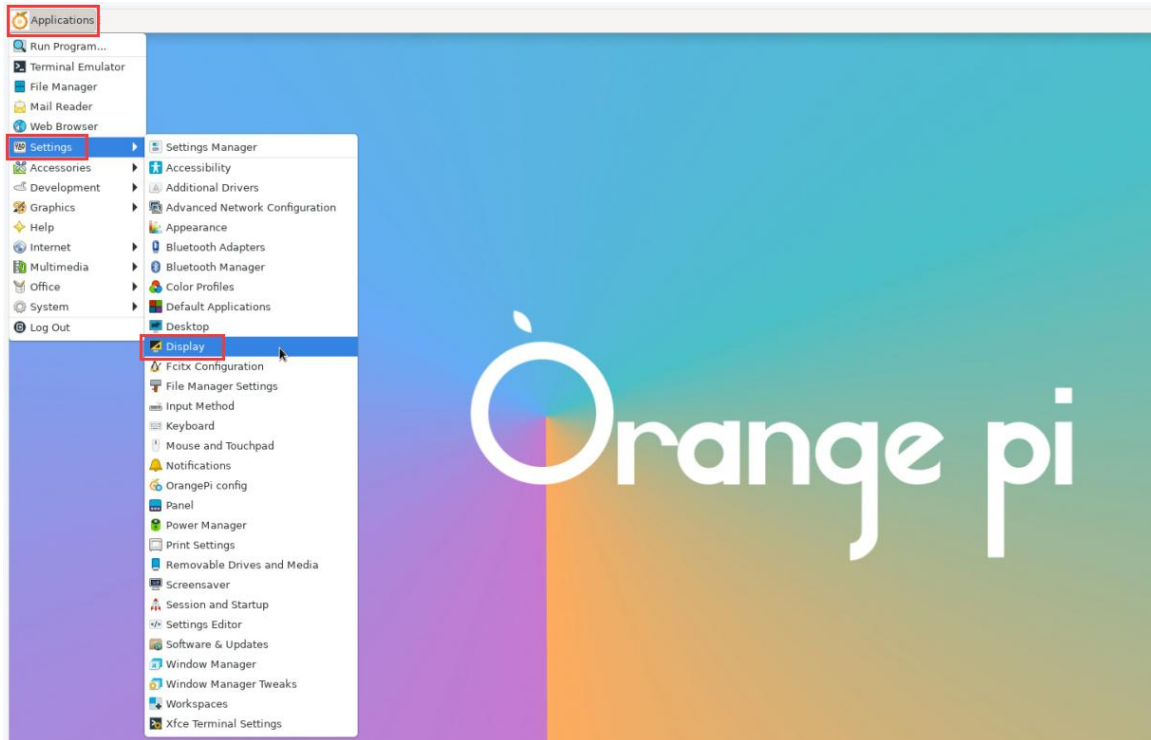 Applications
Run Program...
Terminal Emulator
File Manager
Mail Reader
Web Browser
Settings
Accessories
Development
Graphics
Help
Internet
Multimedia
Office
System
Log Out
Settings Manager
Accessibility
Additional Drivers
Advanced Network Configuration
Appearance
Bluetooth Adapters
Bluetooth Manager
Color Profiles
Default Applications
Desktop
Display
Fcitx Configuration
File Manager Settings
Input Method
Keyboard
Mouse and Touchpad
Notifications
OrangePi config
Panel
Power Manager
Print Settings
Removable Drives and Media
Screensaver
Session and Startup
Settings Editor
Software & Updates
Window Manager
Window Manager Tweaks
Workspaces
Xfce Terminal Settings
Orange pi